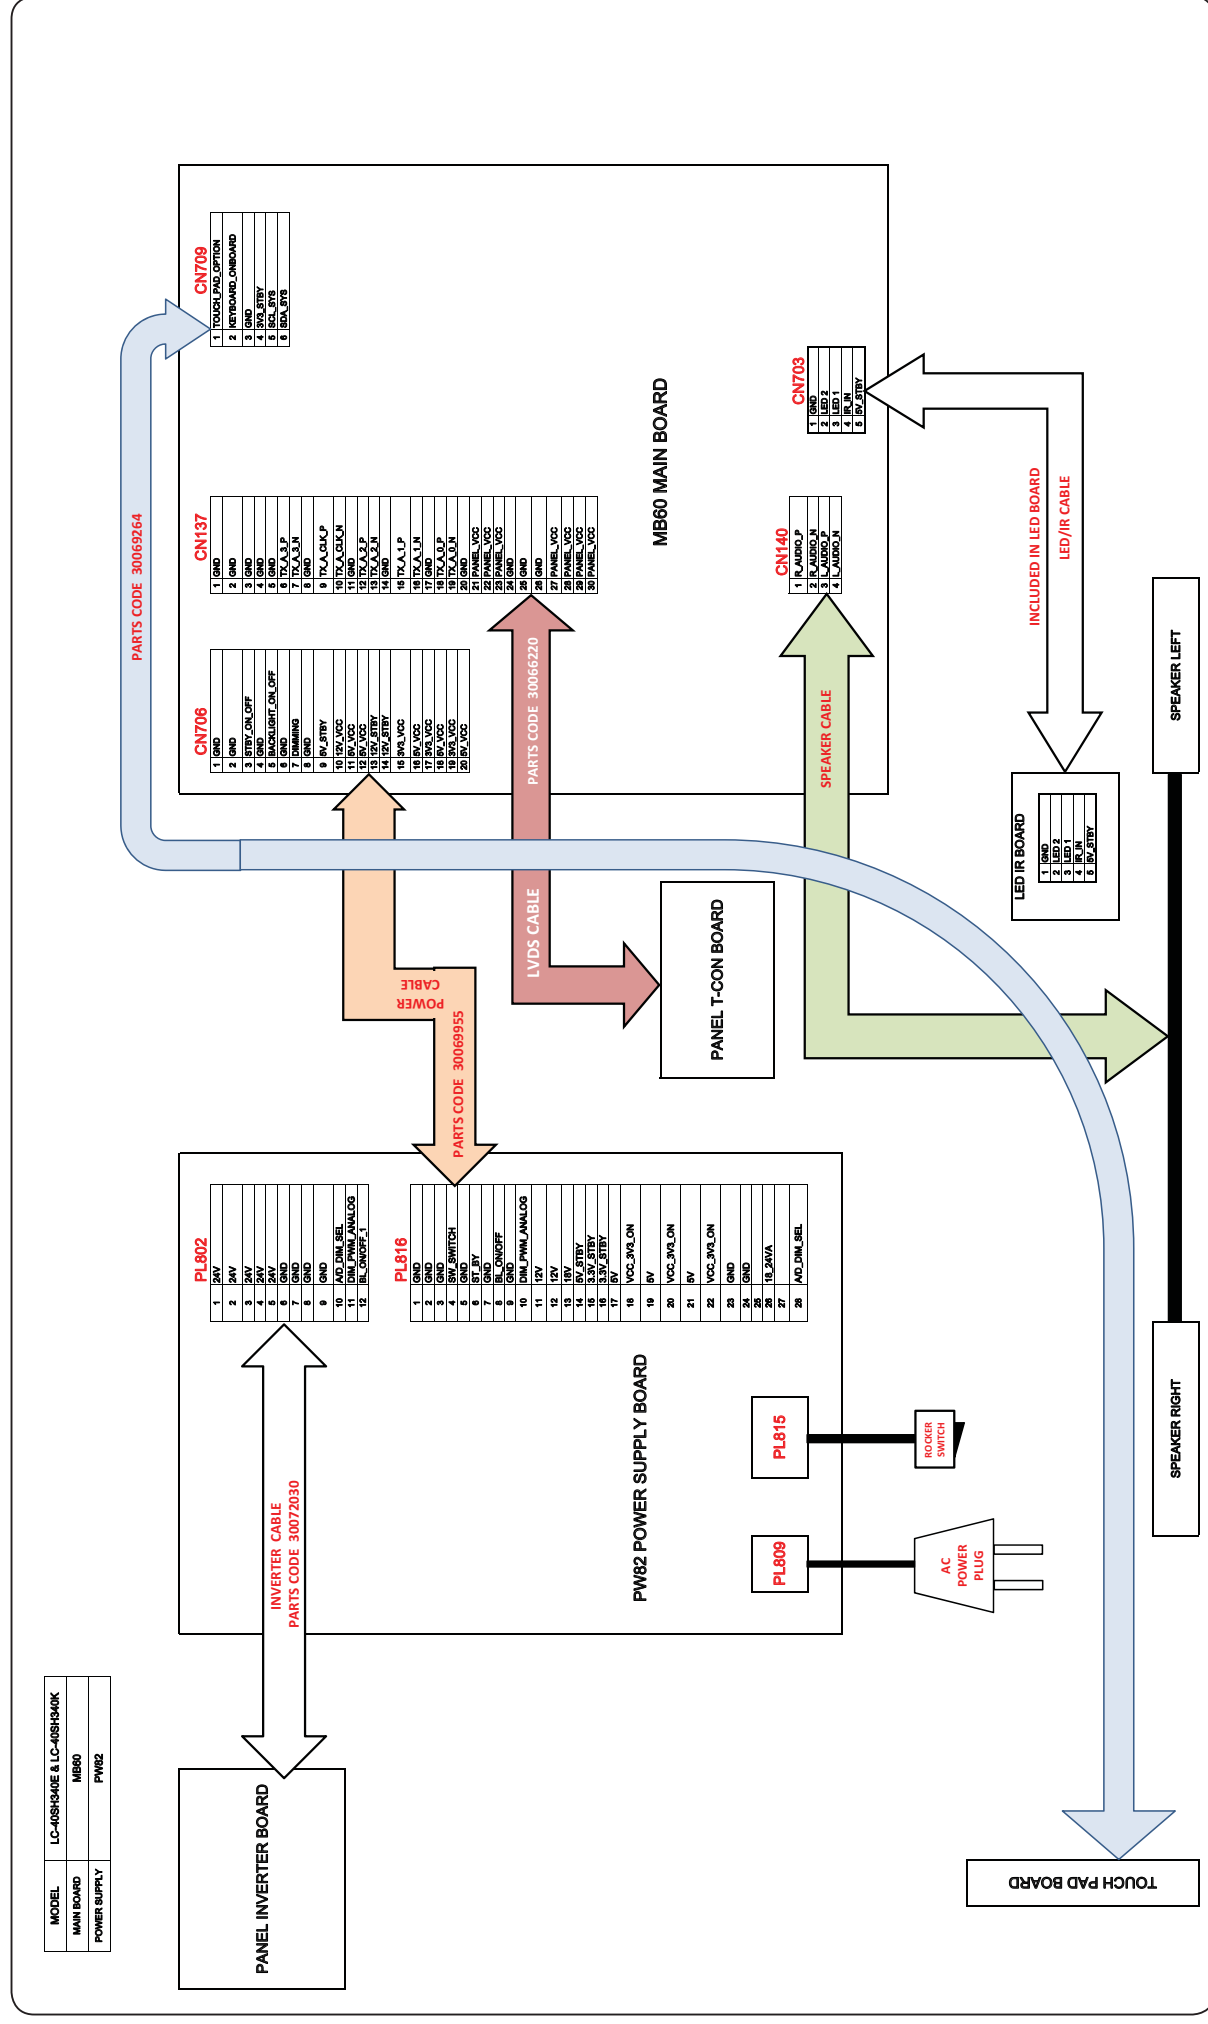 MODEL LC-40SH340E & LC-40SH340K
MAIN BOARD MB60
POWER SUPPLY PW82
PANEL INVERTER BOARD
INVERTER CABLE
PARTS CODE 30072030
PW82 POWER SUPPLY BOARD
PL802
1 24V
2 24V
3 24V
4 24V
5 24V
6 GND
7 GND
8 GND
9 GND
10 A/D_DIM_SEL
11 DIM_PWM_ANALOG
12 BL_ON/OFF_1
PL816
1 GND
2 GND
3 GND
4 SW_SWITCH
5 GND
6 ST_BY
7 GND
8 BL_ON/OFF
9 GND
10 DIM_PWM_ANALOG
11 12V
12 12V
13 18V
14 5V_STBY
15 3.3V_STBY
16 3.3V_STBY
17 5V
18 VCC_3V3_ON
19 5V
20 VCC_3V3_ON
21 5V
22 VCC_3V3_ON
23 GND
24 GND
25
26 18_24VA
27
28 A/D_DIM_SEL
PL809
AC
POWER
PLUG
PL815
ROCKER
SWITCH
POWER
CABLE
PARTS CODE 30069955
PARTS CODE 30069264
MB60 MAIN BOARD
CN706
1 GND
2 GND
3 STBY_ON_OFF
4 GND
5 BACKLIGHT_ON_OFF
6 GND
7 DIMMING
8 GND
9 5V_STBY
10 12V_VCC
11 5V_VCC
12 5V_VCC
13 12V_STBY
14 12V_STBY
15 3V3_VCC
16 5V_VCC
17 3V3_VCC
18 5V_VCC
19 3V3_VCC
20 5V_VCC
CN137
1 GND
2 GND
3 GND
4 GND
5 GND
6 TX_A_3_P
7 TX_A_3_N
8 GND
9 TX_A_CLK_P
10 TX_A_CLK_N
11 GND
12 TX_A_2_P
13 TX_A_2_N
14 GND
15 TX_A_1_P
16 TX_A_1_N
17 GND
18 TX_A_0_P
19 TX_A_0_N
20 GND
21 PANEL_VCC
22 PANEL_VCC
23 PANEL_VCC
24 GND
25 GND
26 GND
27 PANEL_VCC
28 PANEL_VCC
29 PANEL_VCC
30 PANEL_VCC
CN709
1 TOUCH_PAD_OPTION
2 KEYBOARD_ONBOARD
3 GND
4 3V3_STBY
5 SCL_SYS
6 SDA_SYS
LVDS CABLE
PARTS CODE 30066220
PANEL T-CON BOARD
CN140
1 R_AUDIO_P
2 R_AUDIO_N
3 L_AUDIO_P
4 L_AUDIO_N
CN703
1 GND
2 LED 2
3 LED 1
4 IR_IN
5 5V_STBY
SPEAKER CABLE
INCLUDED IN LED BOARD
LED/IR CABLE
LED IR BOARD
1 GND
2 LED 2
3 LED 1
4 IR_IN
5 5V_STBY
SPEAKER RIGHT
SPEAKER LEFT
TOUCH PAD BOARD